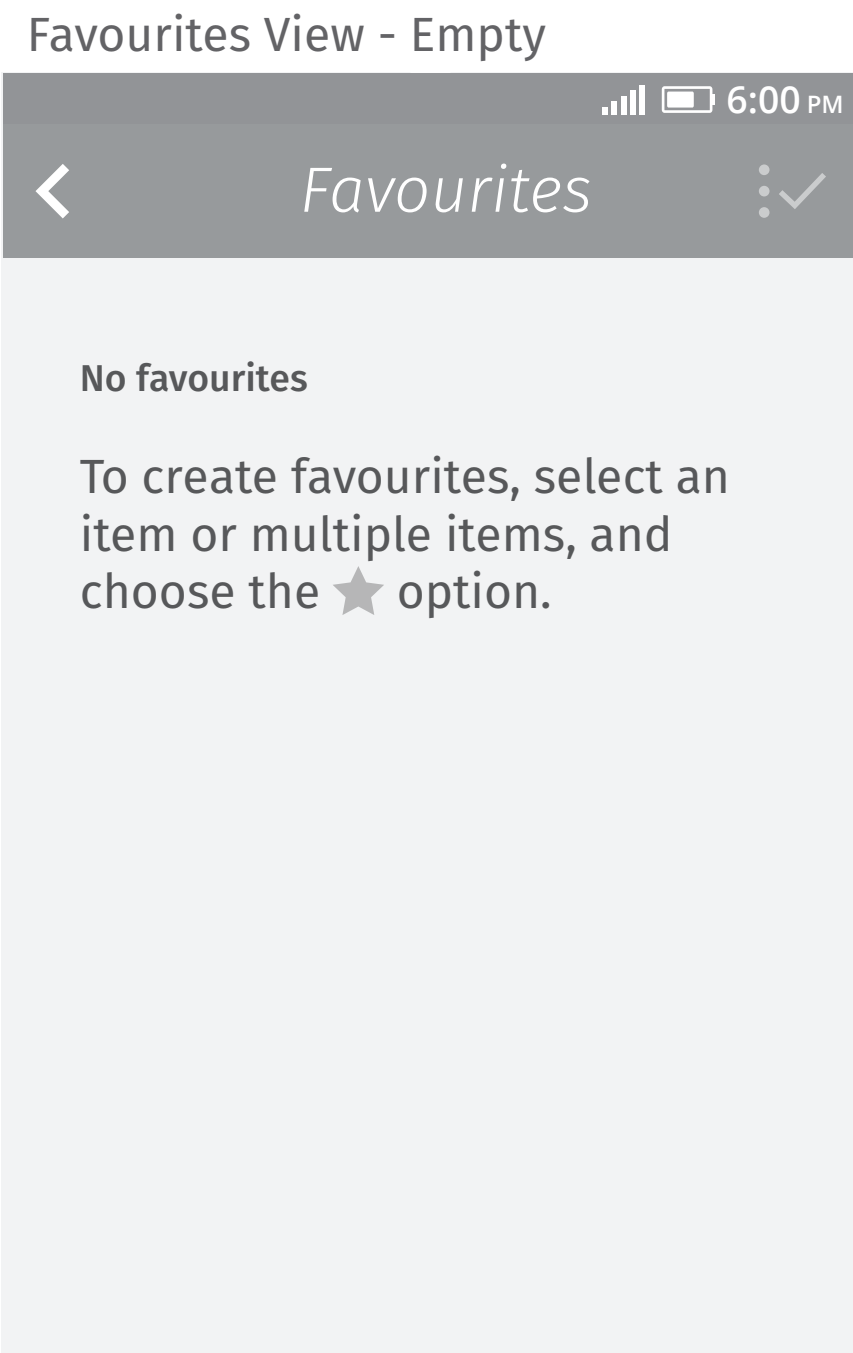 Favourites View - Empty
6:00 PM
Favourites
No favourites
To create favourites, select an
item or multiple items, and
choose the ★ option.